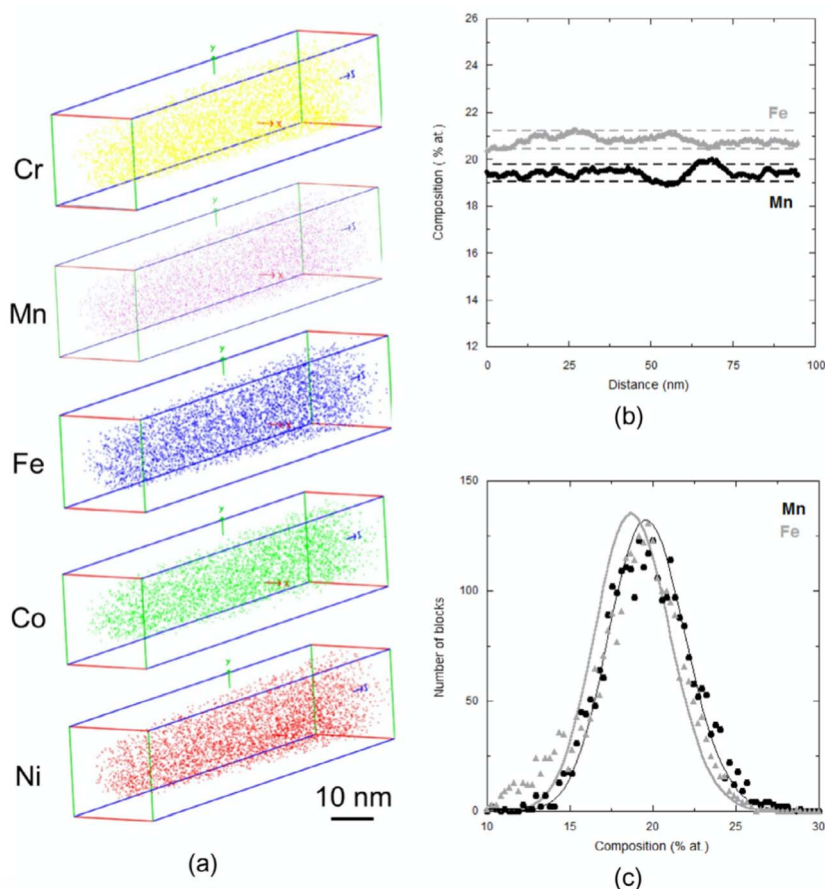 Cr
y
x
Mn
y
x
Fe
y
x
Co
y
x
Ni
y
10 nm
(a)
26
24
22
21
20
19
18
16
14
12
Composition ( % at.)
Fe
Mn
0 25 50 75 100
Distance (nm)
(b)
150
100
50
0
Number of blocks
Mn
Fe
10 15 20 25 30
Composition (% at.)
(c)